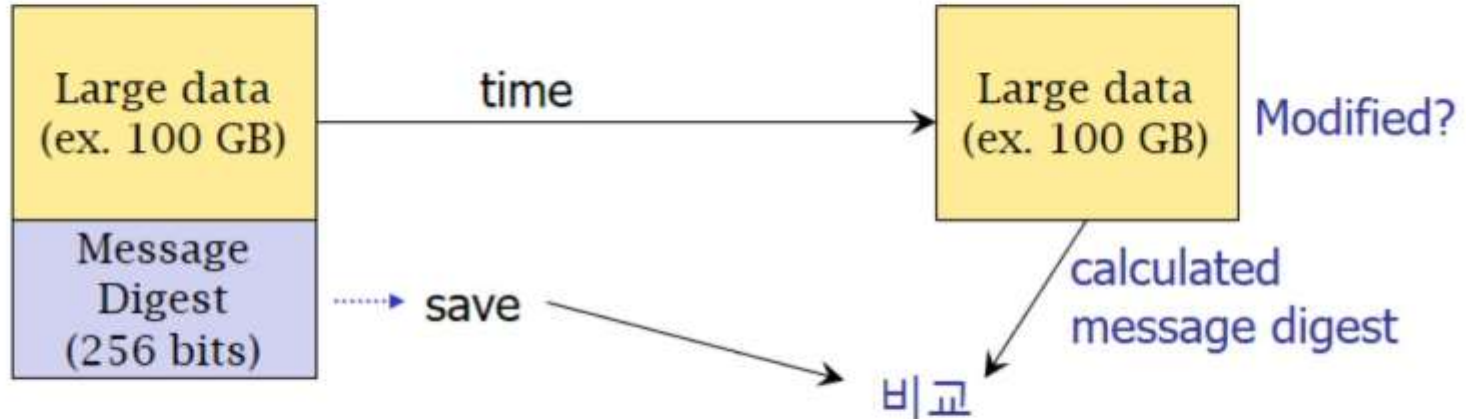 Large data
(ex. 100 GB)
time
Large data
(ex. 100 GB)
Modified?
Message
Digest
(256 bits)
save
calculated
message digest
비교